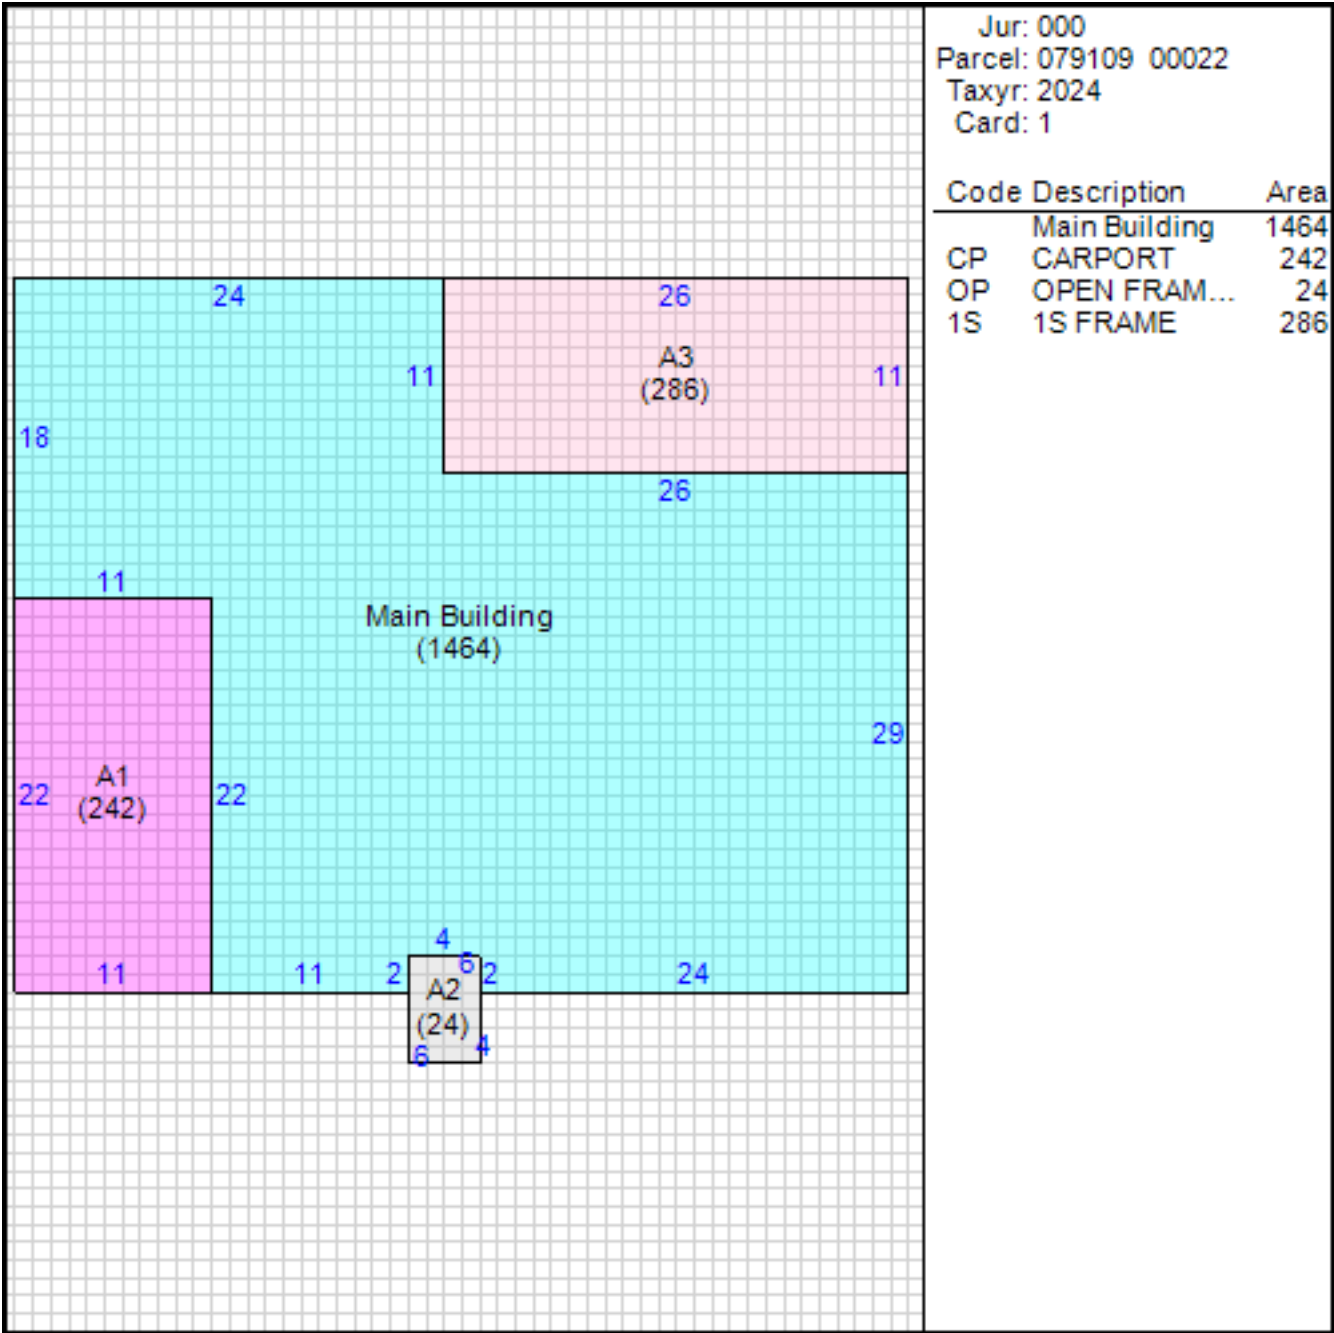 Jur: 000
Parcel: 079109 00022
Taxyr: 2024
Card: 1
Code Description Area
Main Building 1464
CP CARPORT 242
OP OPEN FRAM... 24
1S 1S FRAME 286
24
26
11
A3
(286)
11
18
26
11
Main Building
(1464)
29
A1
(242)
22
22
4
6
11
11
2
2
24
A2
(24)
4
6